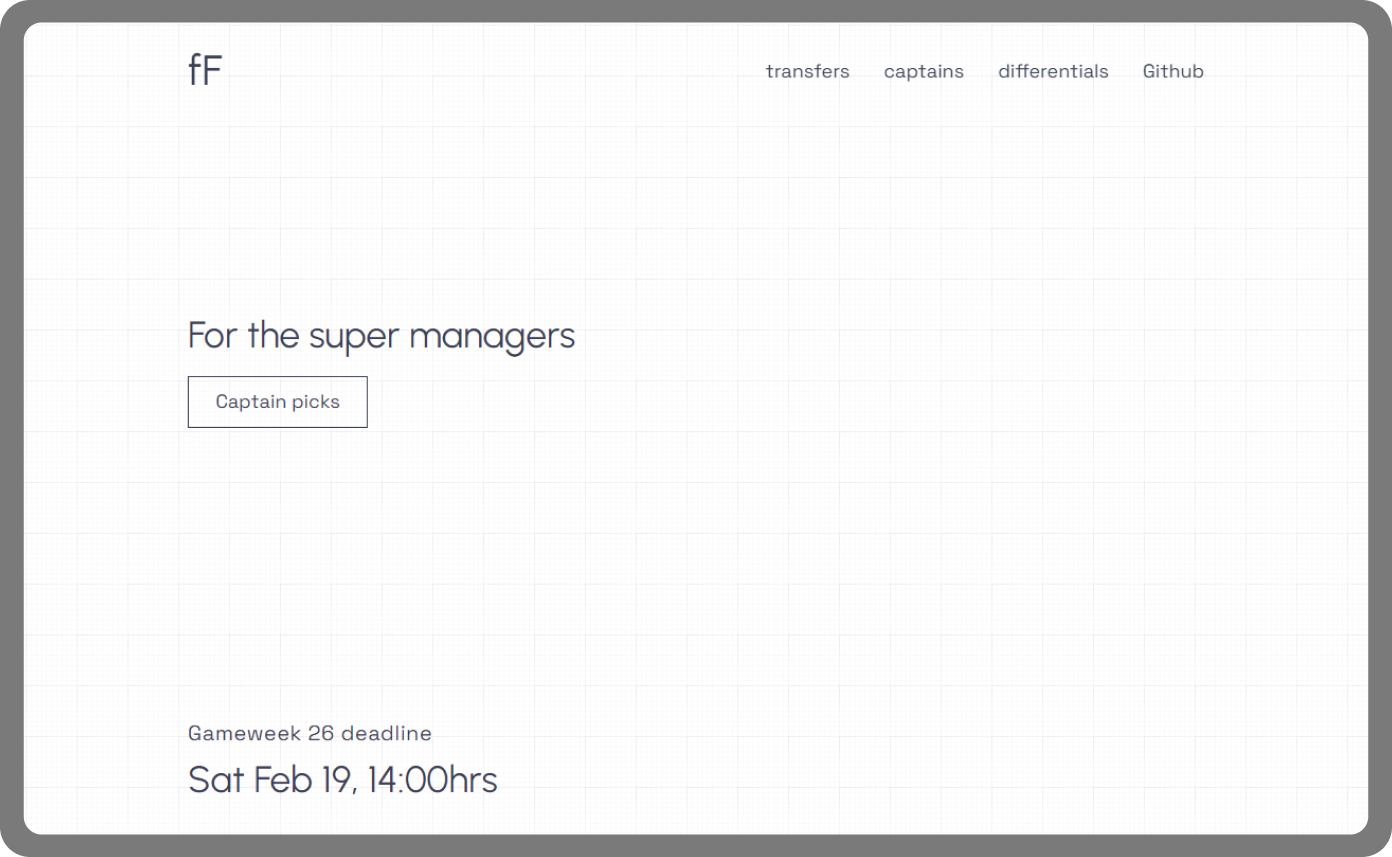 fF
transfers captains differentials Github
For the super managers
Captain picks
Gameweek 26 deadline
Sat Feb 19, 14:00hrs